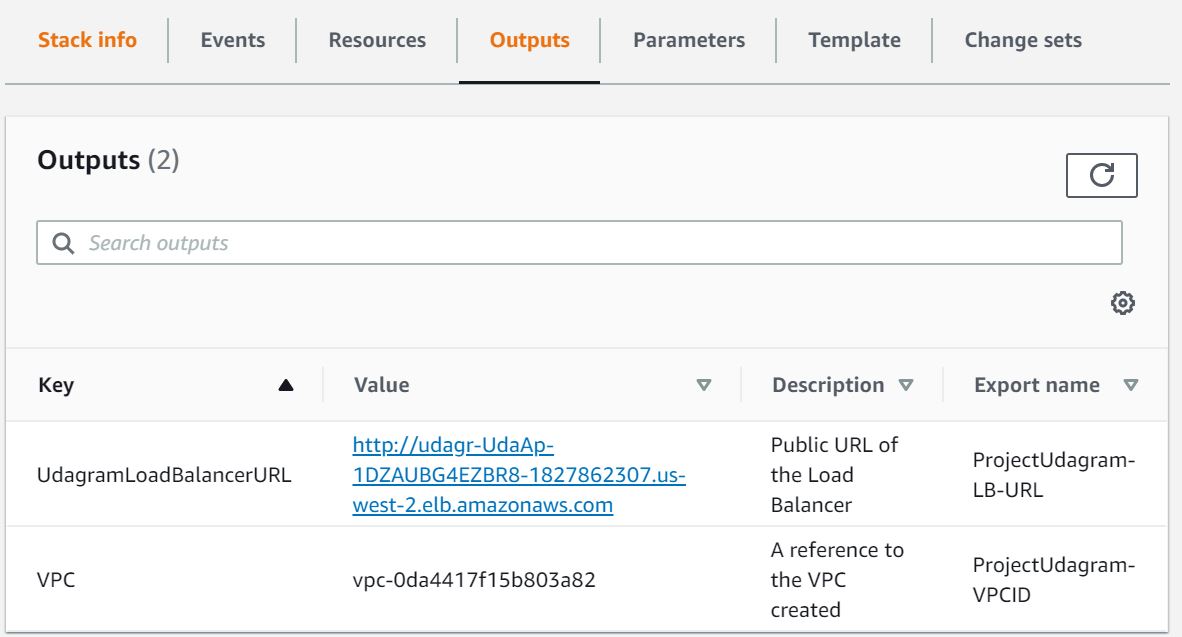 Stack info Events Resources Outputs Parameters Template Change sets
Outputs (2)
Search outputs
Key Value Description Export name
UdagramLoadBalancerURL
http://udagr-UdaAp-
1DZAUBG4EZBR8-1827862307.us-
west-2.elb.amazonaws.com
Public URL of
the Load
Balancer
ProjectUdagram-
LB-URL
VPC
vpc-0da4417f15b803a82
A reference to
the VPC
created
ProjectUdagram-
VPCID